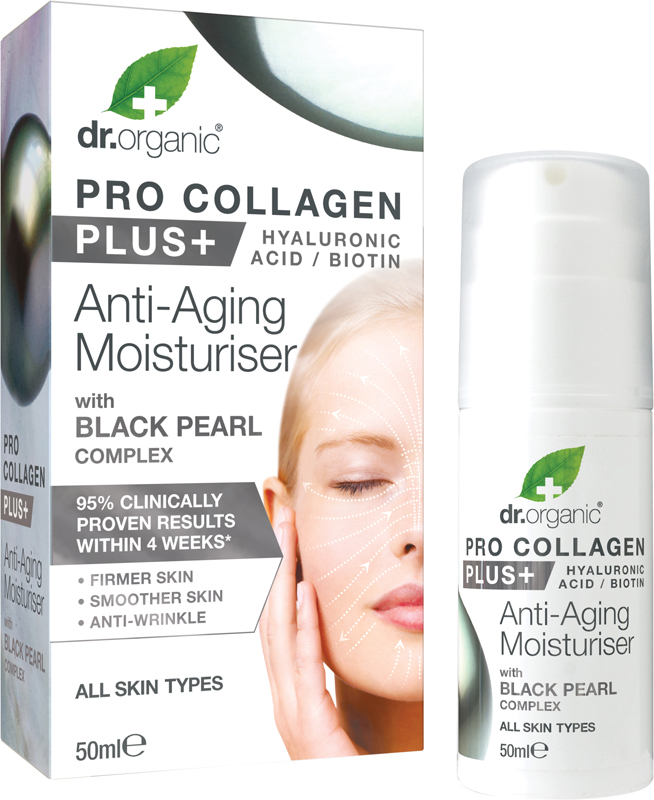 dr.organic®
PRO COLLAGEN
PLUS+
HYALURONIC
ACID / BIOTIN
Anti-Aging
Moisturiser
with
BLACK PEARL
COMPLEX
95% CLINICALLY
PROVEN RESULTS
WITHIN 4 WEEKS*
• FIRMER SKIN
• SMOOTHER SKIN
• ANTI-WRINKLE
ALL SKIN TYPES
50ml℮
PRO
COLLAGEN
PLUS+
Anti-Aging
Moisturiser
with
BLACK PEARL
COMPLEX
dr.organic®
PRO COLLAGEN
PLUS+
HYALURONIC
ACID / BIOTIN
Anti-Aging
Moisturiser
with
BLACK PEARL
COMPLEX
ALL SKIN TYPES
50ml℮